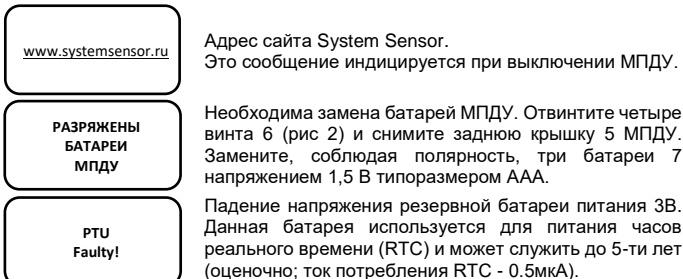 www.systemsensor.ru
Адрес сайта System Sensor.
Это сообщение индицируется при выключении МПДУ.
РАЗРЯЖЕНЫ
БАТАРЕИ
МПДУ
Необходима замена батарей МПДУ. Отвинтите четыре
винта 6 (рис 2) и снимите заднюю крышку 5 МПДУ.
Замените, соблюдая полярность, три батареи 7
напряжением 1,5 В типоразмером ААА.
PTU
Faulty!
Падение напряжения резервной батареи питания 3В.
Данная батарея используется для питания часов
реального времени (RTC) и может служить до 5-ти лет
(оценочно; ток потребления RTC - 0.5мкА).